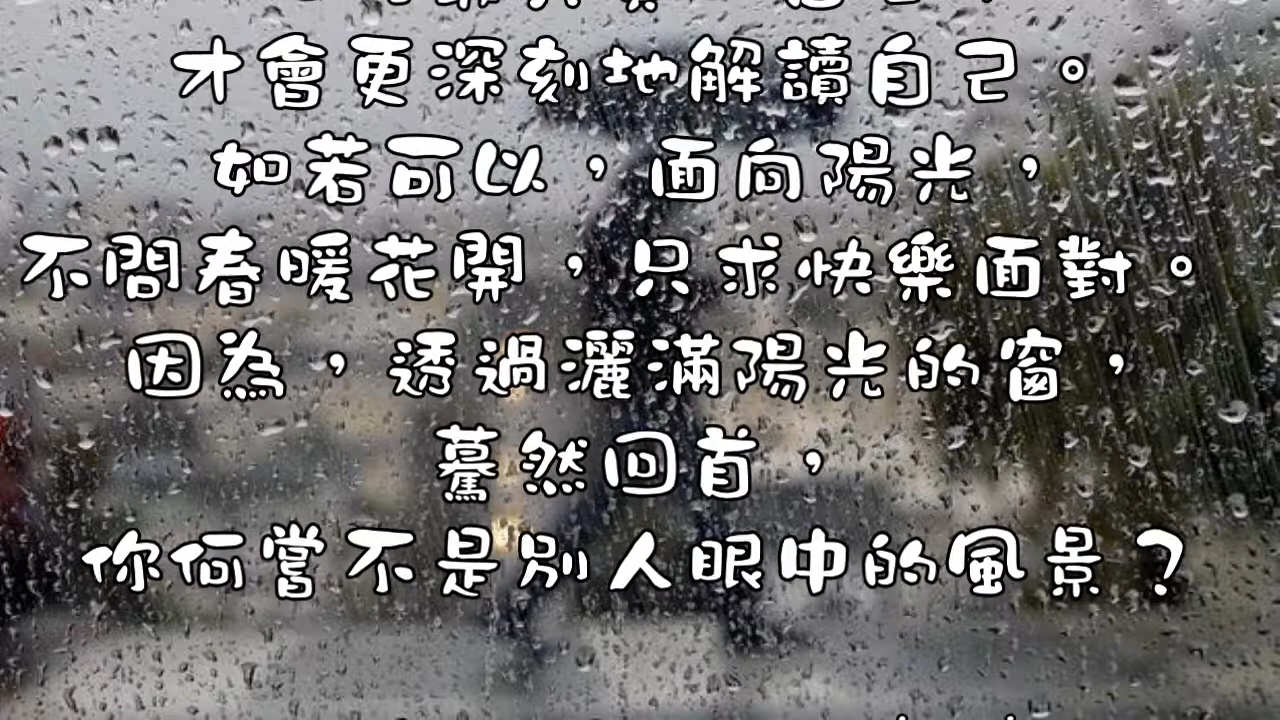 才會更深刻地解讀自己。
如若可以，面向陽光，
不問春暖花開，只求快樂面對。
因為，透過灑滿陽光的窗，
驀然回首，
你何嘗不是別人眼中的風景？